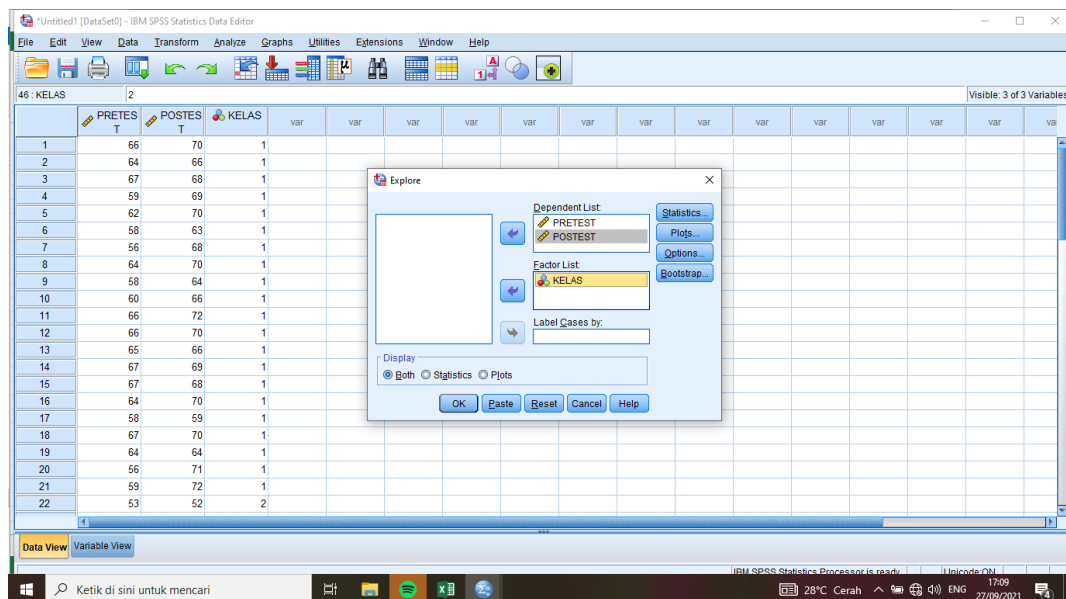 *Untitled1 [DataSet0] - IBM SPSS Statistics Data Editor
File Edit View Data Transform Analyze Graphs Utilities Extensions Window Help
46 : KELAS 2 Visible: 3 of 3 Variables
PRETEST POSTEST KELAS var var var var var var var var var var var var var va
1 66 70 1
2 64 66 1
3 67 68 1
4 59 69 1
5 62 70 1
6 58 63 1
7 56 68 1
8 64 70 1
9 58 64 1
10 60 66 1
11 66 72 1
12 66 70 1
13 65 66 1
14 67 69 1
15 67 68 1
16 64 70 1
17 58 59 1
18 67 70 1
19 64 64 1
20 56 71 1
21 59 72 1
22 53 52 2
Explore
Dependent List:
PRETEST
POSTEST
Factor List:
KELAS
Label Cases by:
Statistics...
Plots...
Options...
Bootstrap...
Display
Both Statistics Plots
OK Paste Reset Cancel Help
Data View Variable View
IBM SPSS Statistics Processor is ready Unicode:ON
Ketik di sini untuk mencari
28°C Cerah ENG 17:09
27/09/2021
4